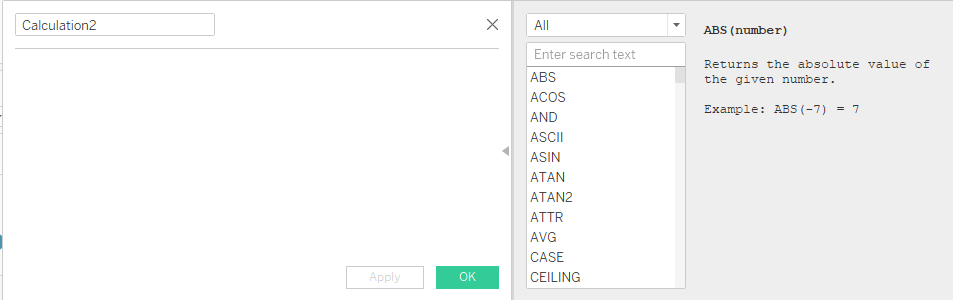 Calculation2
Apply
OK
All
Enter search text
ABS
ACOS
AND
ASCII
ASIN
ATAN
ATAN2
ATTR
AVG
CASE
CEILING
ABS(number)
Returns the absolute value of
the given number.
Example: ABS(-7) = 7